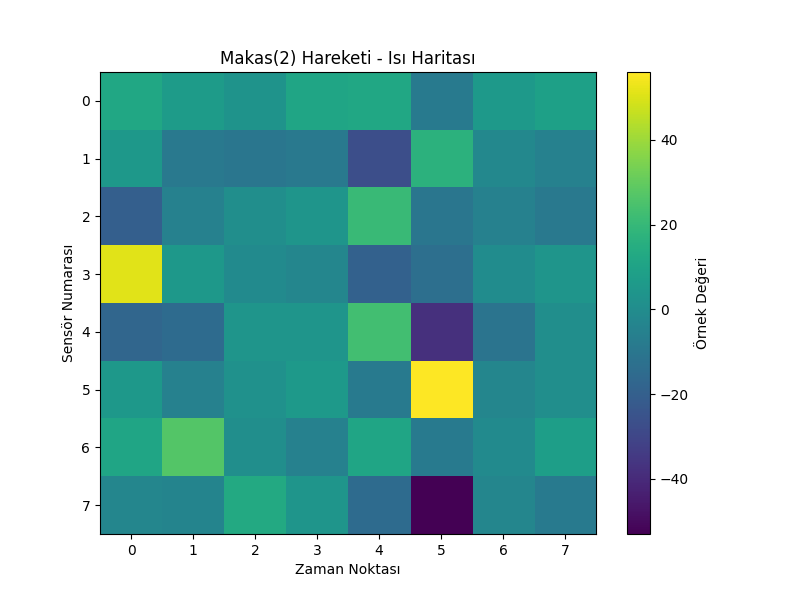 Makas(2) Hareketi - Isı Haritası
0
1
2
3
4
5
6
7
Sensör Numarası
0 1 2 3 4 5 6 7
Zaman Noktası
40
20
0
−20
−40
Örnek Değeri